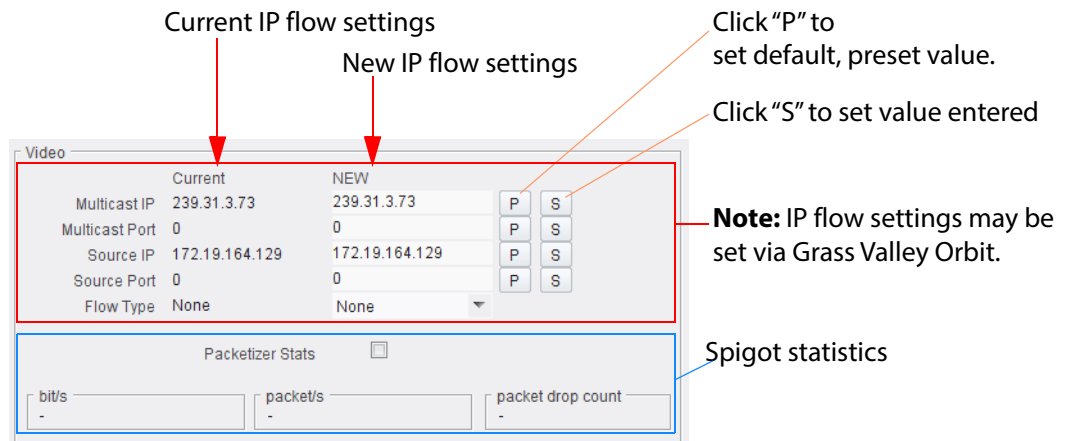 Current IP flow settings
New IP flow settings
Click “P” to
set default, preset value.
Click “S” to set value entered
Video
Current NEW
Multicast IP 239.31.3.73 239.31.3.73 P S
Multicast Port 0 0 P S
Source IP 172.19.164.129 172.19.164.129 P S
Source Port 0 0 P S
Flow Type None None
Note: IP flow settings may be
set via Grass Valley Orbit.
Packetizer Stats
Spigot statistics
bit/s packet/s packet drop count
- - -